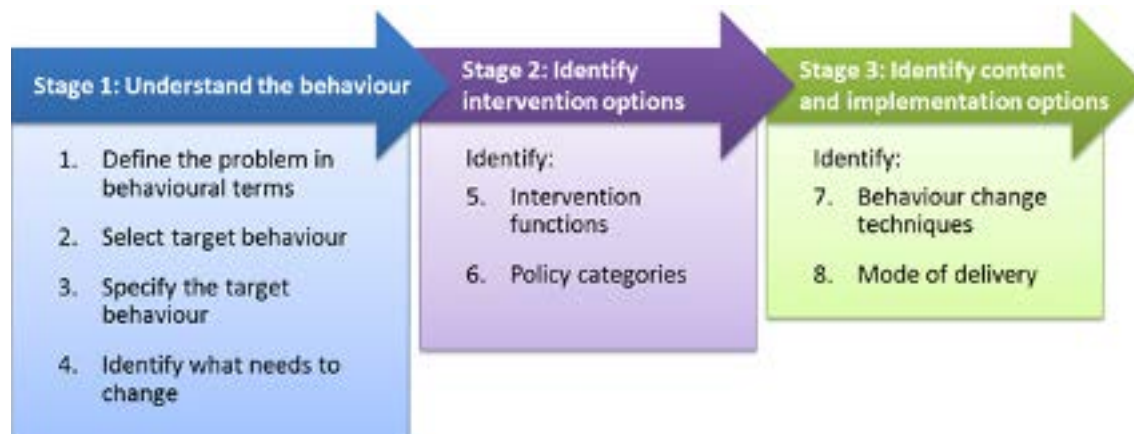 Stage 1: Understand the behaviour
1. Define the problem in
behavioural terms
2. Select target behaviour
3. Specify the target
behaviour
4. Identify what needs to
change
Stage 2: Identify
intervention options
Identify:
5. Intervention
functions
6. Policy categories
Stage 3: Identify content
and implementation options
Identify:
7. Behaviour change
techniques
8. Mode of delivery